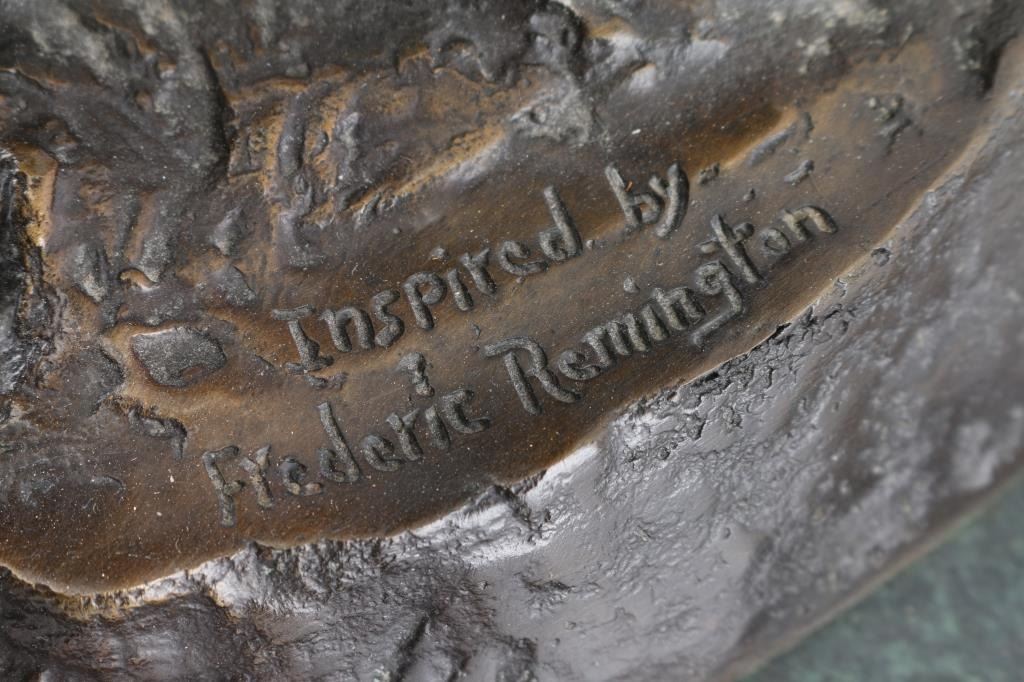 Inspired by
Frederic Remington